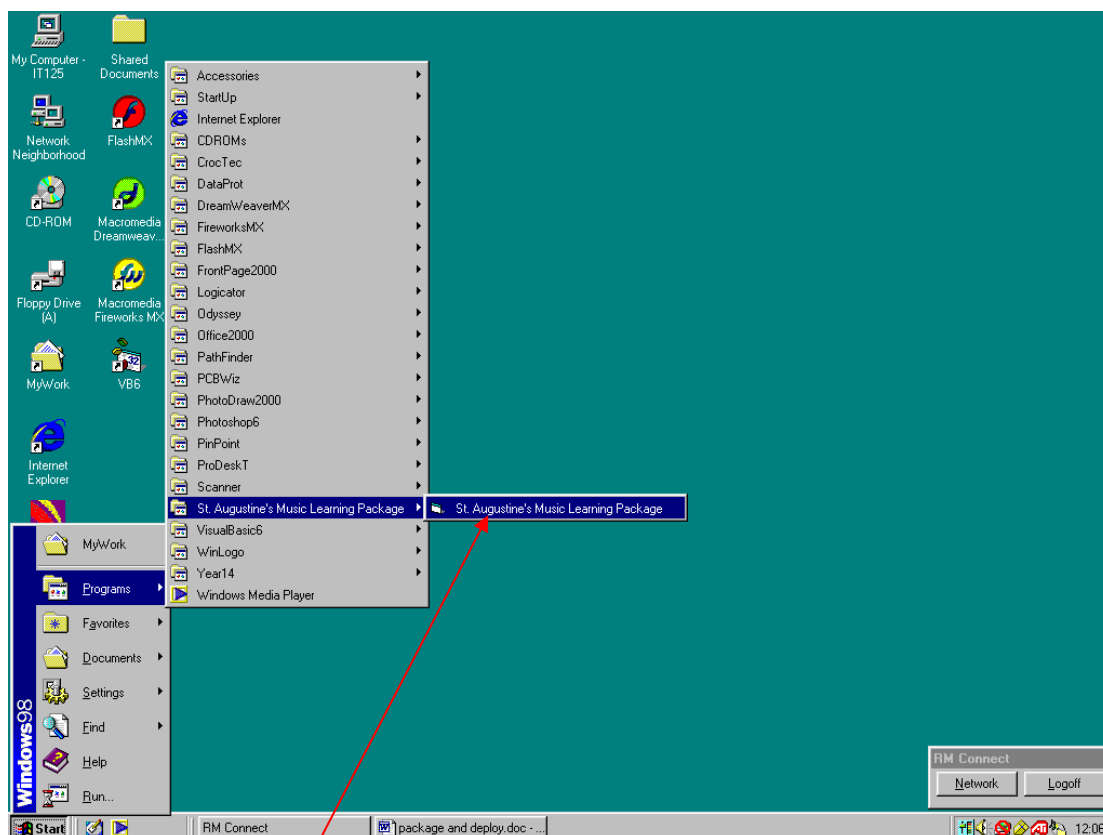 My Computer -
IT125
Shared
Documents
Network
Neighborhood
FlashMX
CD-ROM
Macromedia
Dreamweav...
Floppy Drive
(A)
Macromedia
Fireworks MX
MyWork
VB6
Internet
Explorer
Accessories
StartUp
Internet Explorer
CDROMs
CrocTec
DataProt
DreamWeaverMX
FireworksMX
FlashMX
FrontPage2000
Logicator
Odyssey
Office2000
PathFinder
PCBWiz
PhotoDraw2000
Photoshop6
PinPoint
ProDeskT
Scanner
St. Augustine's Music Learning Package
St. Augustine's Music Learning Package
VisualBasic6
WinLogo
Year14
Windows Media Player
MyWork
Programs
Favorites
Documents
Settings
Find
Help
Run...
Windows98
RM Connect
Network Logoff
Start RM Connect package and deploy.doc - ... 12:06